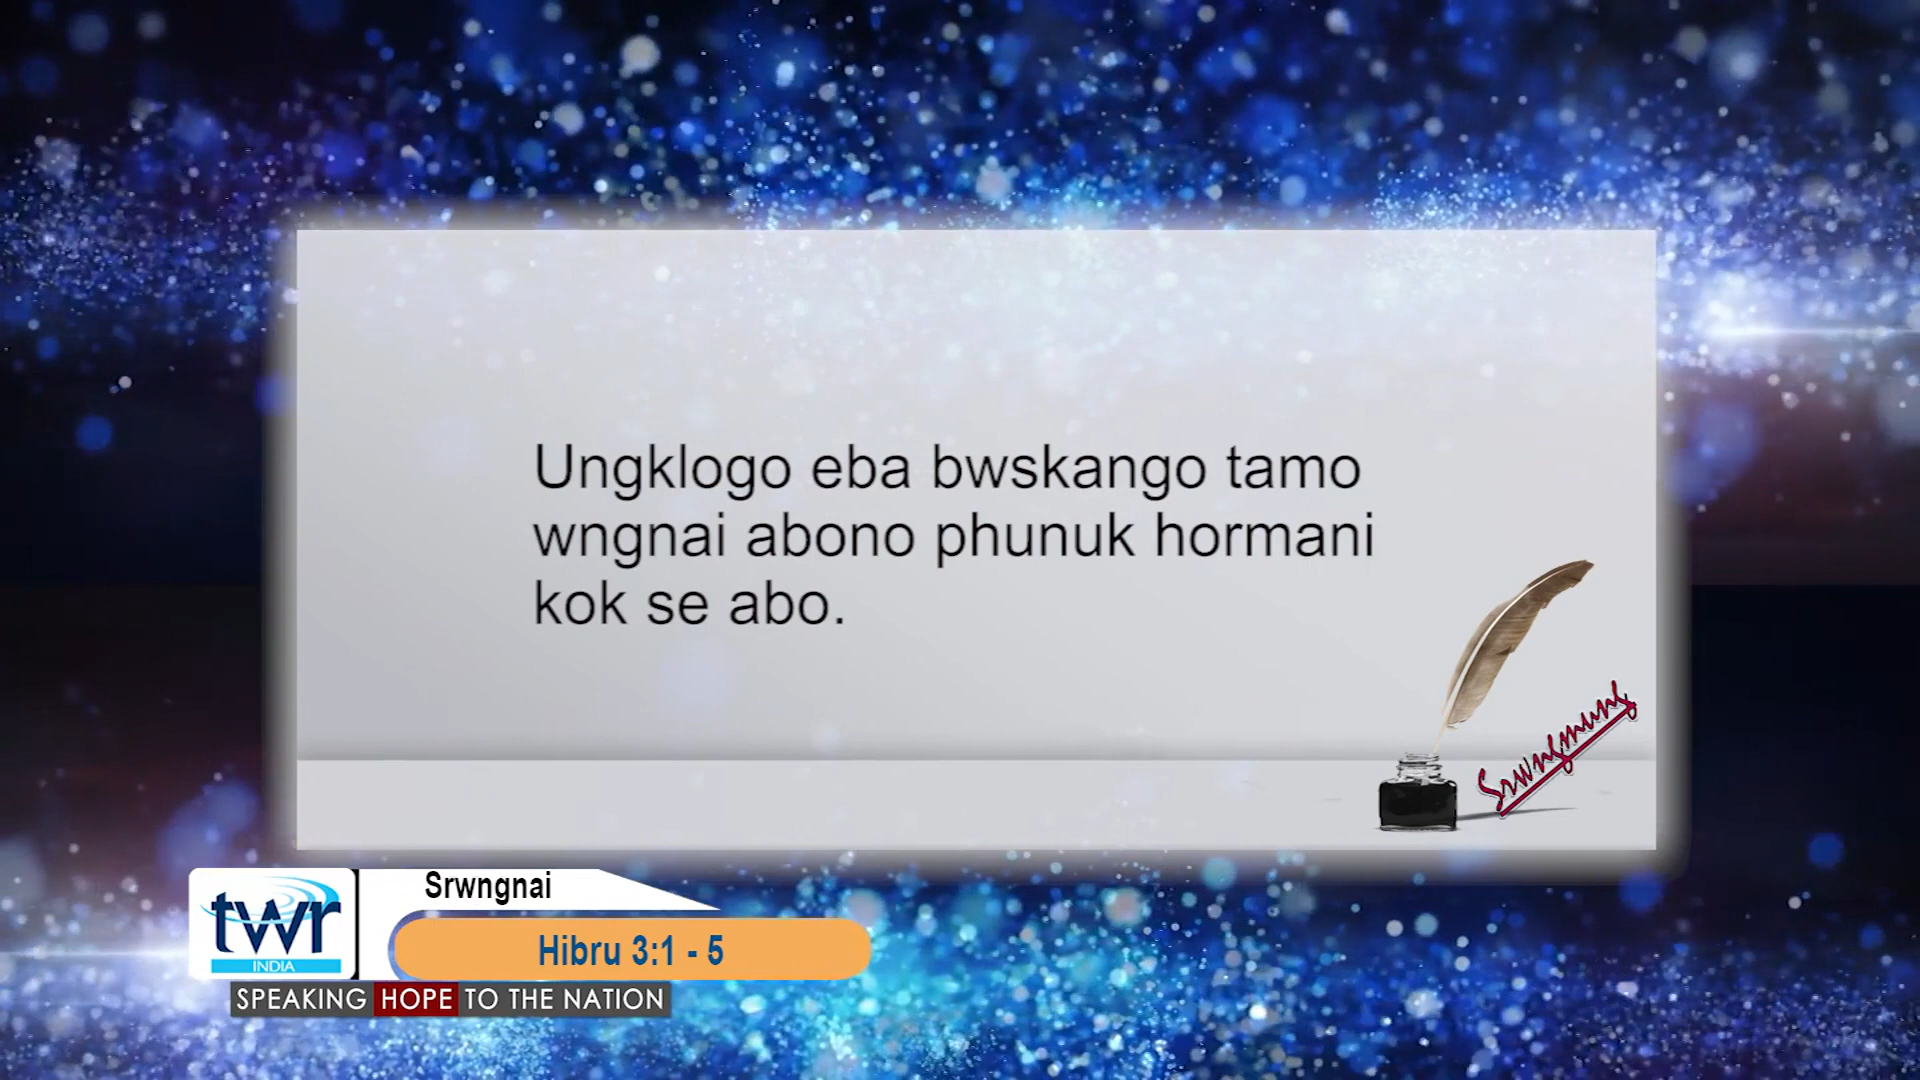 Ungklogo eba bwskango tamo
wngnai abono phunuk hormani
kok se abo.
Srwngmung
twr
INDIA
Srwngnai
Hibru 3:1 - 5
SPEAKING HOPE TO THE NATION